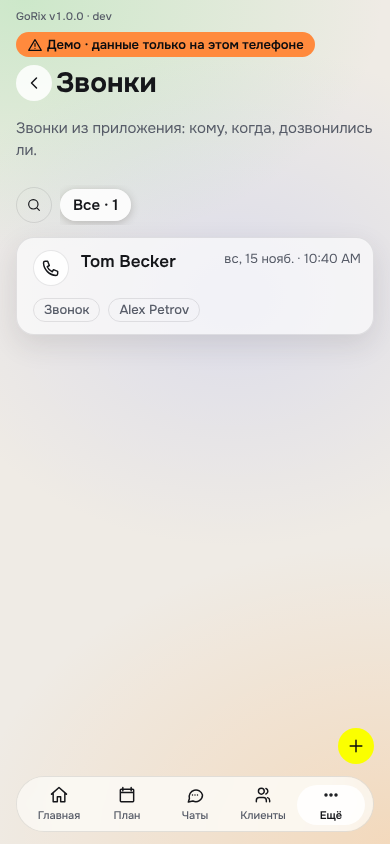 GoRix v1.0.0 · dev
Демо · данные только на этом телефоне
Звонки
Звонки из приложения: кому, когда, дозвонились
ли.
Все · 1
Tom Becker
вс, 15 нояб. · 10:40 AM
Звонок
Alex Petrov
Главная
План
Чаты
Клиенты
Ещё